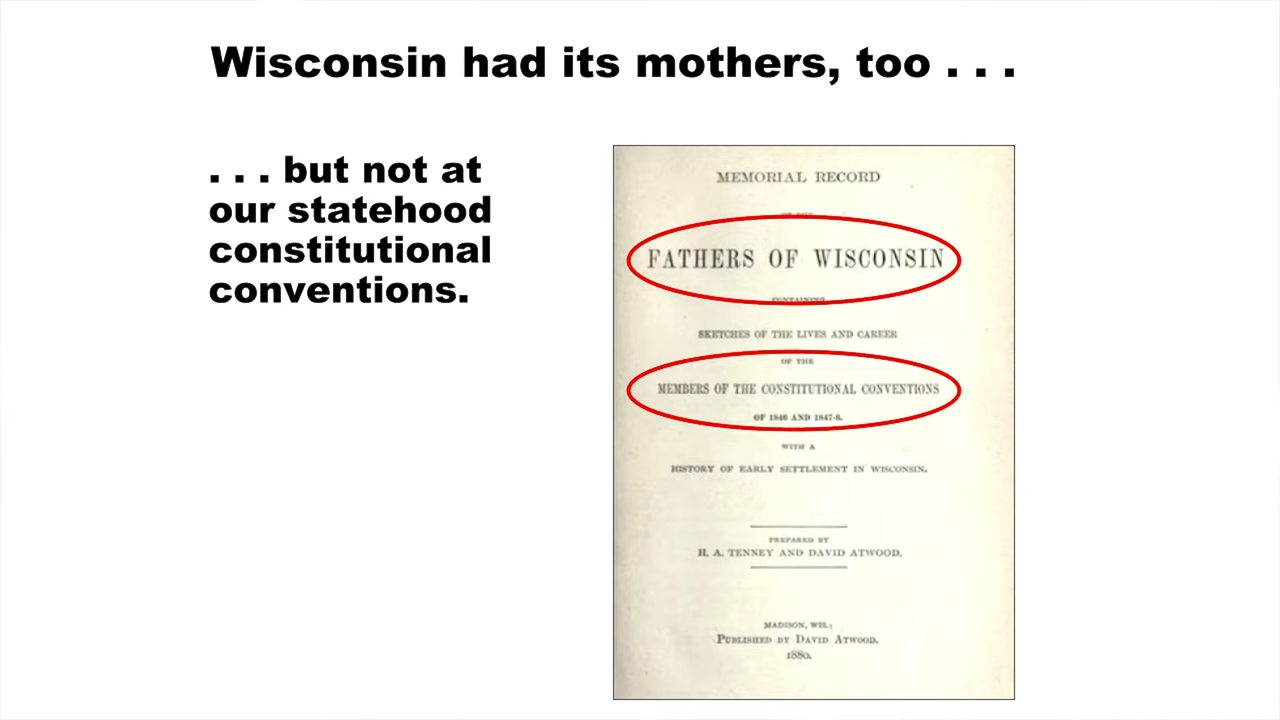 Wisconsin had its mothers, too . . .
. . . but not at
our statehood
constitutional
conventions.
MEMORIAL RECORD
FATHERS OF WISCONSIN
CONTAINING
SKETCHES OF THE LIVES AND CAREER
OF THE
MEMBERS OF THE CONSTITUTIONAL CONVENTIONS
OF 1846 AND 1847-8.
WITH A
HISTORY OF EARLY SETTLEMENT IN WISCONSIN.
PREPARED BY
H. A. TENNEY AND DAVID ATWOOD.
MADISON, WIS.:
PUBLISHED BY DAVID ATWOOD.
1880.